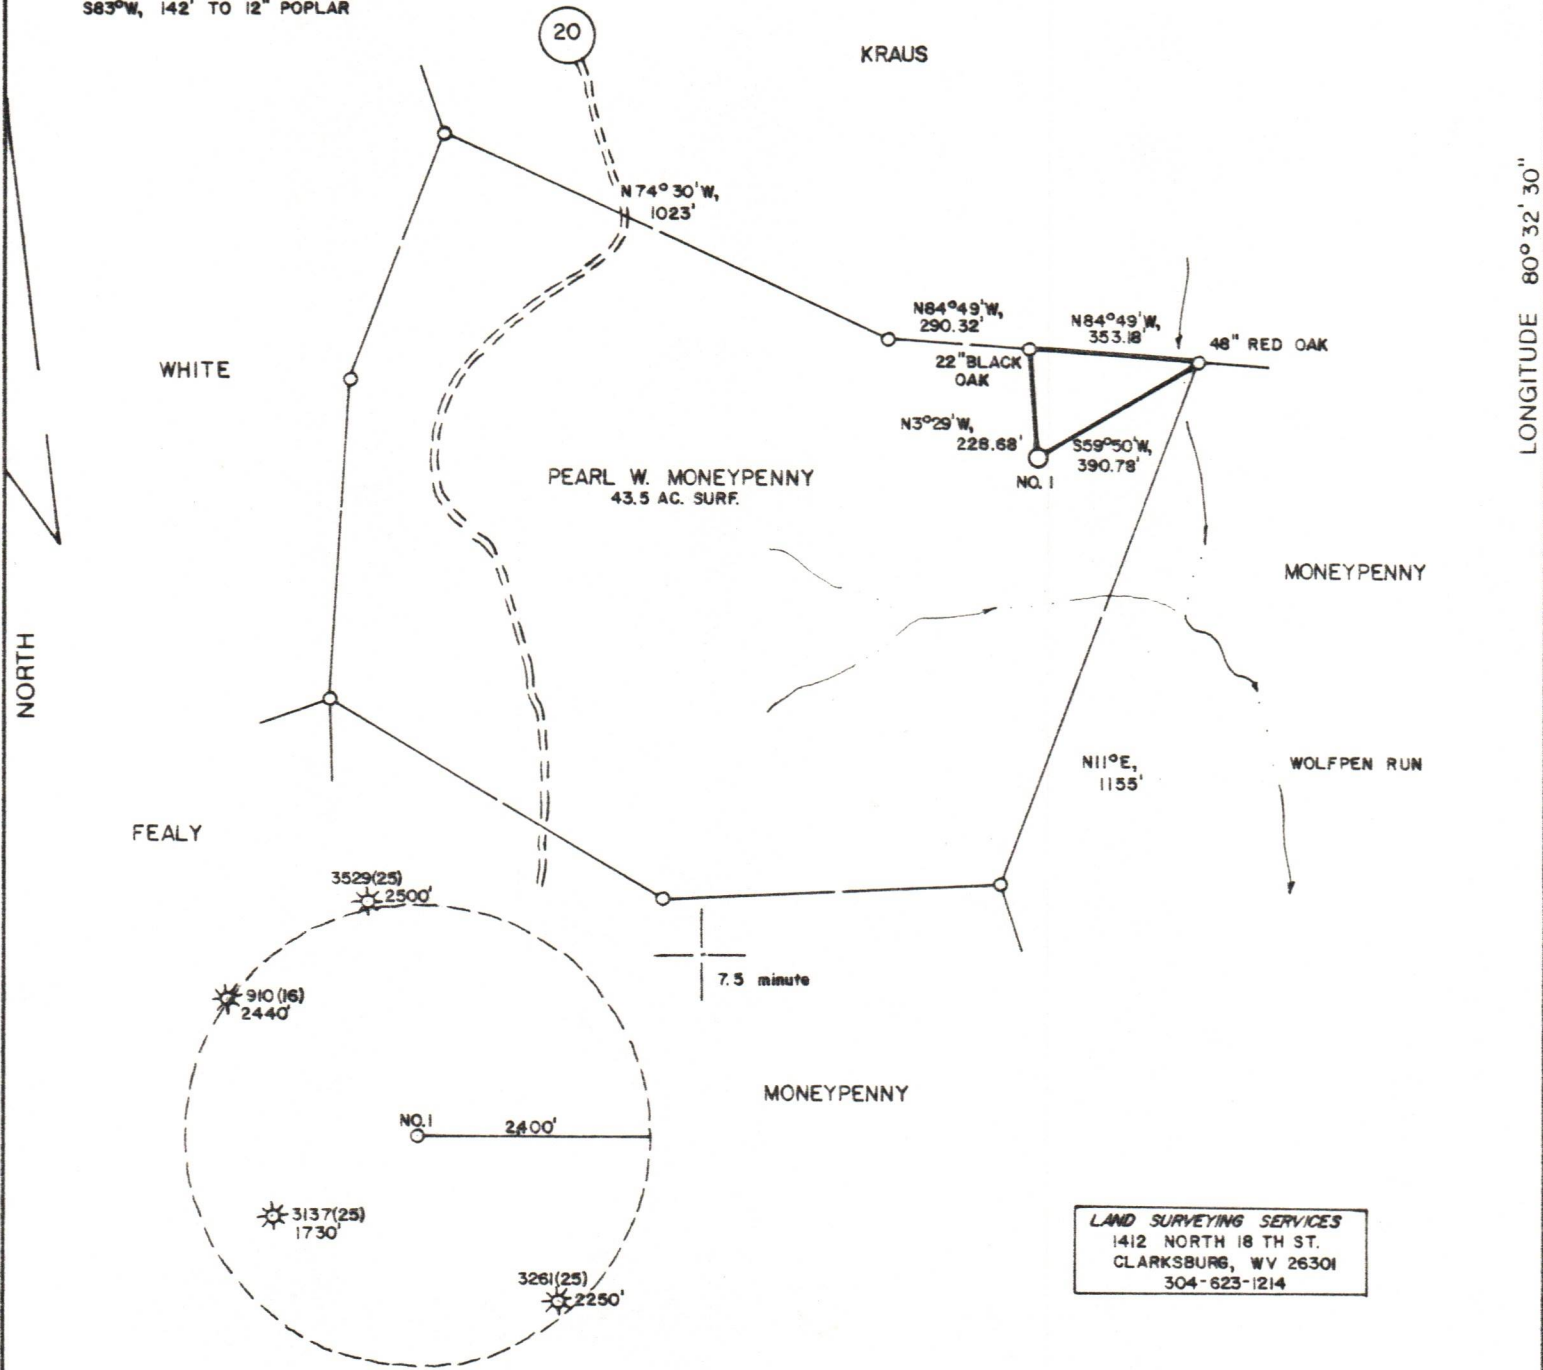 S83°W, 142' TO 12" POPLAR
20
KRAUS
N74°30'W,
1023'
LONGITUDE 80° 32' 30"
N84°49'W,
290.32'
N84°49'W,
353.18'
48" RED OAK
WHITE
22" BLACK
OAK
N3°29'W,
228.68'
S59°50'W,
390.78'
NO. 1
PEARL W. MONEYPENNY
43.5 AC. SURF.
MONEYPENNY
NORTH
N11°E,
1155'
WOLFPEN RUN
FEALY
3529(25)
2500'
7.5 minute
910(16)
2440'
MONEYPENNY
NO. 1
2400'
3137(25)
1730'
3261(25)
2250'
LAND SURVEYING SERVICES
1412 NORTH 18 TH ST.
CLARKSBURG, WV 26301
304-623-1214